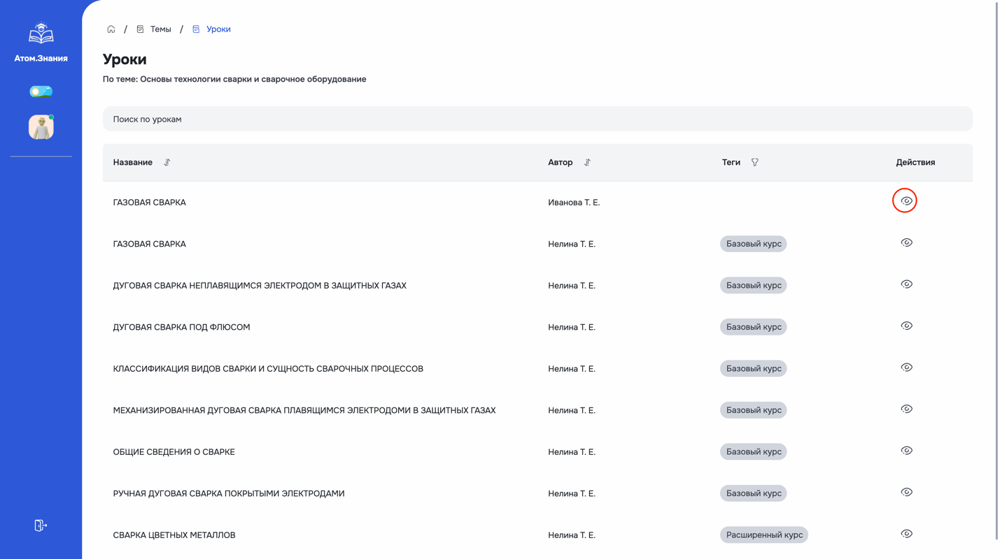 Атом.Знания
/ Темы / Уроки
Уроки
По теме: Основы технологии сварки и сварочное оборудование
Поиск по урокам
Название Автор Теги Действия
ГАЗОВАЯ СВАРКА Иванова Т. Е.
ГАЗОВАЯ СВАРКА Нелина Т. Е. Базовый курс
ДУГОВАЯ СВАРКА НЕПЛАВЯЩИМСЯ ЭЛЕКТРОДОМ В ЗАЩИТНЫХ ГАЗАХ Нелина Т. Е. Базовый курс
ДУГОВАЯ СВАРКА ПОД ФЛЮСОМ Нелина Т. Е. Базовый курс
КЛАССИФИКАЦИЯ ВИДОВ СВАРКИ И СУЩНОСТЬ СВАРОЧНЫХ ПРОЦЕССОВ Нелина Т. Е. Базовый курс
МЕХАНИЗИРОВАННАЯ ДУГОВАЯ СВАРКА ПЛАВЯЩИМСЯ ЭЛЕКТРОДОМИ В ЗАЩИТНЫХ ГАЗАХ Нелина Т. Е. Базовый курс
ОБЩИЕ СВЕДЕНИЯ О СВАРКЕ Нелина Т. Е. Базовый курс
РУЧНАЯ ДУГОВАЯ СВАРКА ПОКРЫТЫМИ ЭЛЕКТРОДАМИ Нелина Т. Е. Базовый курс
СВАРКА ЦВЕТНЫХ МЕТАЛЛОВ Нелина Т. Е. Расширенный курс